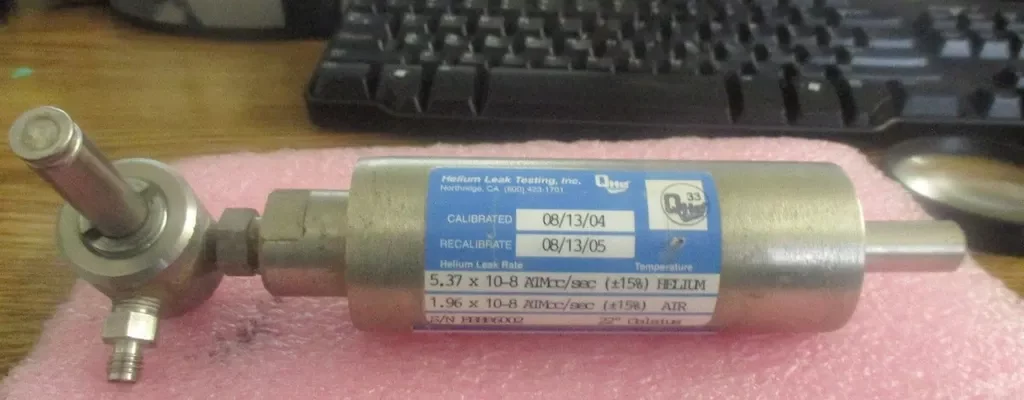 Helium Leak Testing, Inc.
Northridge, CA (800) 423-1701
33
CALIBRATED 08/13/04
RECALIBRATE 08/13/05
Helium Leak Rate Temperature
5.37 x 10-8 ATMcc/sec (±15%) HELIUM
1.96 x 10-8 ATMcc/sec (±15%) AIR
S/N 22° Celsius